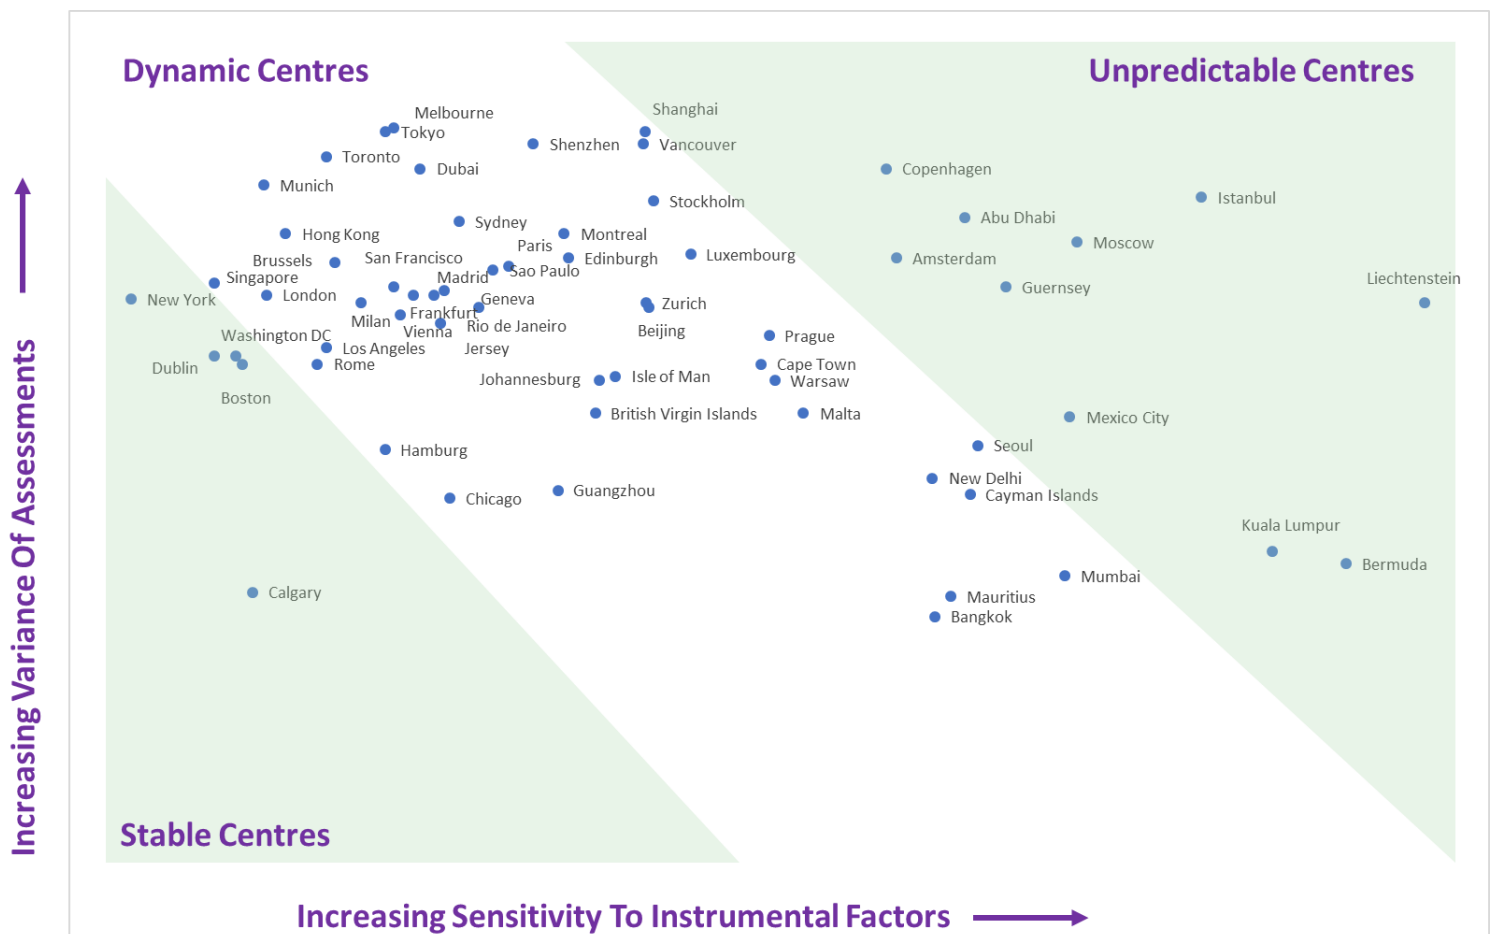 Dynamic Centres
Unpredictable Centres
Melbourne
Shanghai
Tokyo
Shenzhen
Vancouver
Toronto
Dubai
Copenhagen
Munich
Istanbul
Stockholm
Abu Dhabi
Sydney
Hong Kong
Montreal
Moscow
Paris
Brussels
San Francisco
Edinburgh
Luxembourg
Amsterdam
Singapore
Madrid
Sao Paulo
Liechtenstein
New York
London
Geneva
Zurich
Guernsey
Milan
Frankfurt
Vienna
Rio de Janeiro
Beijing
Washington DC
Prague
Los Angeles
Jersey
Dublin
Rome
Cape Town
Johannesburg
Isle of Man
Warsaw
Boston
British Virgin Islands
Malta
Mexico City
Hamburg
Seoul
Chicago
Guangzhou
New Delhi
Cayman Islands
Kuala Lumpur
Bermuda
Calgary
Mumbai
Mauritius
Bangkok
Stable Centres
Increasing Variance Of Assessments
Increasing Sensitivity To Instrumental Factors